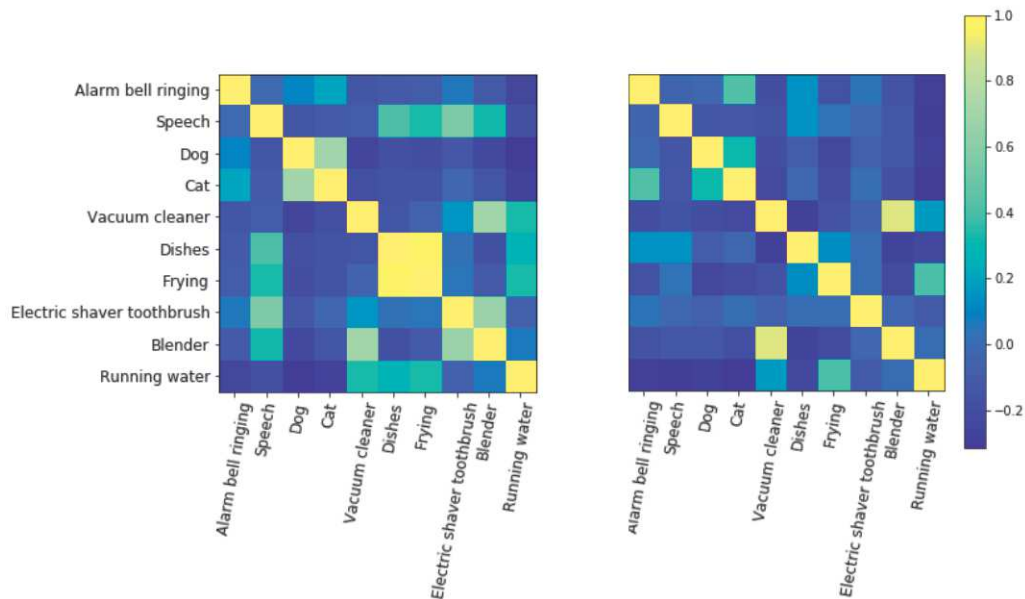 Alarm bell ringing
Speech
Dog
Cat
Vacuum cleaner
Dishes
Frying
Electric shaver toothbrush
Blender
Running water
Alarm bell ringing
Speech
Dog
Cat
Vacuum cleaner
Dishes
Frying
Electric shaver toothbrush
Blender
Running water
Alarm bell ringing
Speech
Dog
Cat
Vacuum cleaner
Dishes
Frying
Electric shaver toothbrush
Blender
Running water
1.0
0.8
0.6
0.4
0.2
0.0
−0.2